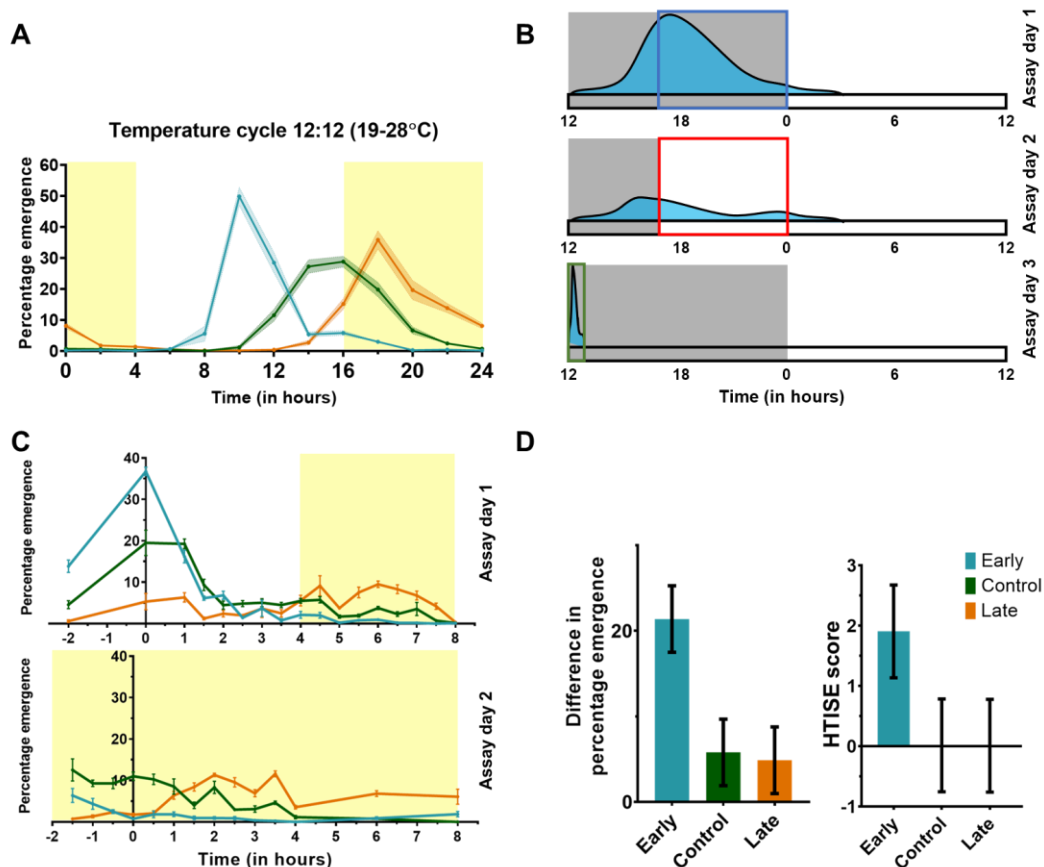 A
Temperature cycle 12:12 (19-28°C)
Percentage emergence
60
50
40
30
20
10
0
0 4 8 12 16 20 24
Time (in hours)
B
Assay day 1
12 18 0 6 12
Assay day 2
12 18 0 6 12
Assay day 3
12 18 0 6 12
Time (in hours)
C
Percentage emergence
40
30
20
10
-2 -1 0 1 2 3 4 5 6 7 8
Assay day 1
Percentage emergence
40
30
20
10
-2 -1 0 1 2 3 4 5 6 7 8
Assay day 2
Time (in hours)
D
Difference in
percentage emergence
20
0
Early Control Late
HTISE score
3
2
1
0
-1
Early Control Late
Early
Control
Late